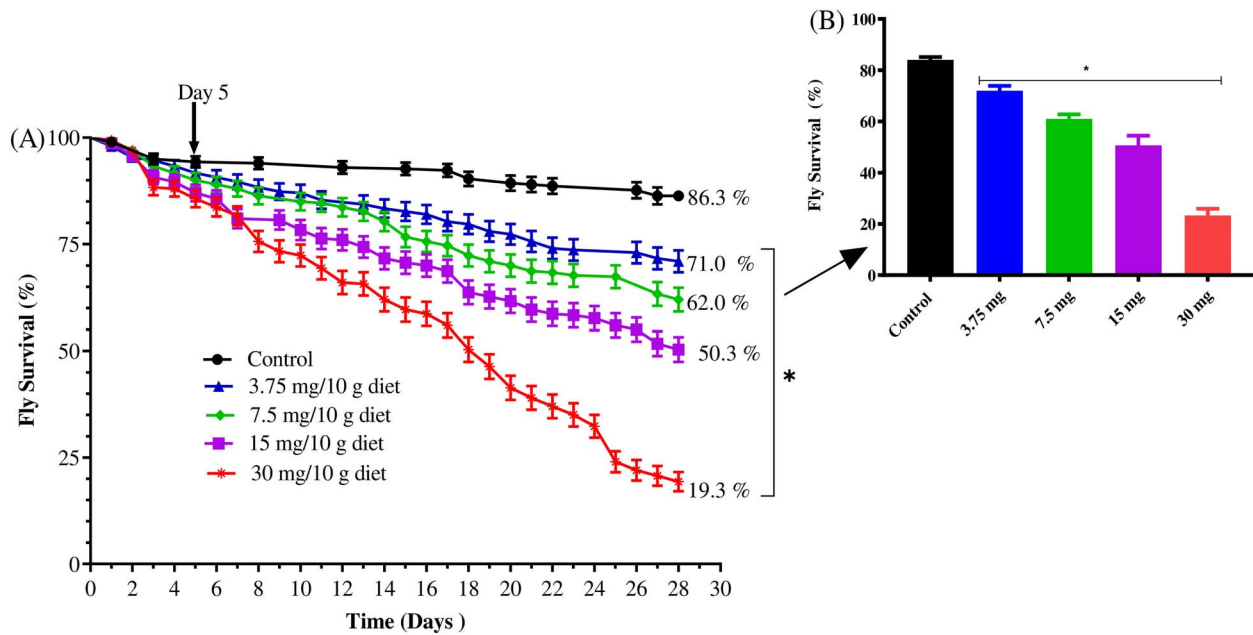 (A)
Day 5
100
75
50
25
0
Fly Survival (%)
86.3 %
71.0 %
62.0 %
50.3 %
19.3 %
*
Control
3.75 mg/10 g diet
7.5 mg/10 g diet
15 mg/10 g diet
30 mg/10 g diet
0 2 4 6 8 10 12 14 16 18 20 22 24 26 28 30
Time (Days )
(B)
100
80
60
40
20
0
Fly Survival (%)
*
Control
3.75 mg
7.5 mg
15 mg
30 mg